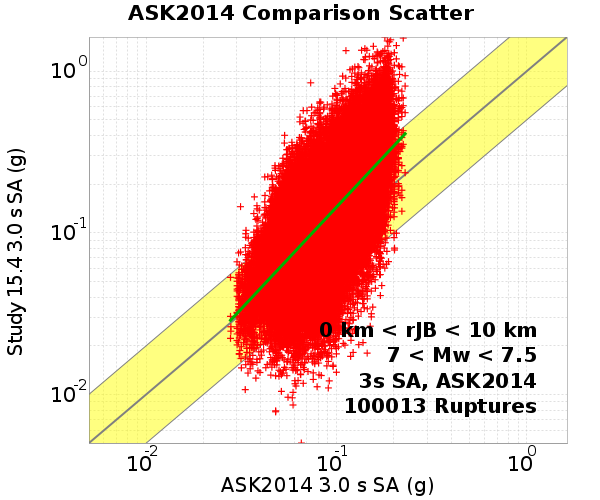 ASK2014 Comparison Scatter
Study 15.4 3.0 s SA (g)
10^0
10^-1
10^-2
0 km < rJB < 10 km
7 < Mw < 7.5
3s SA, ASK2014
100013 Ruptures
10^-2 10^-1 10^0
ASK2014 3.0 s SA (g)